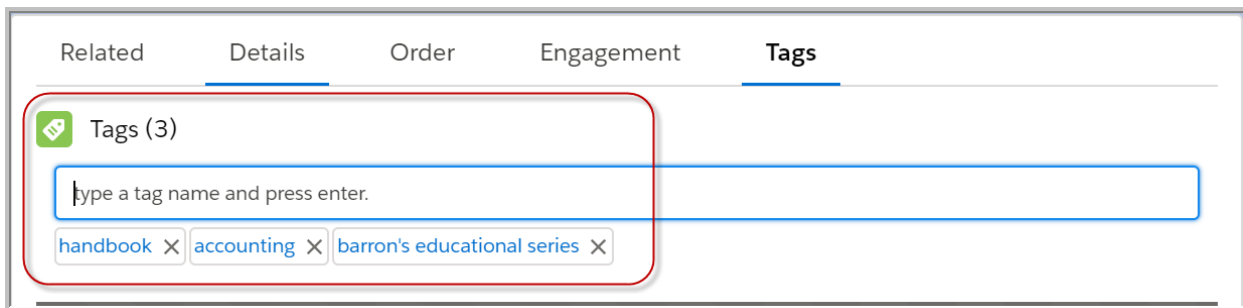 Related Details Order Engagement Tags
Tags (3)
type a tag name and press enter.
handbook accounting barron's educational series